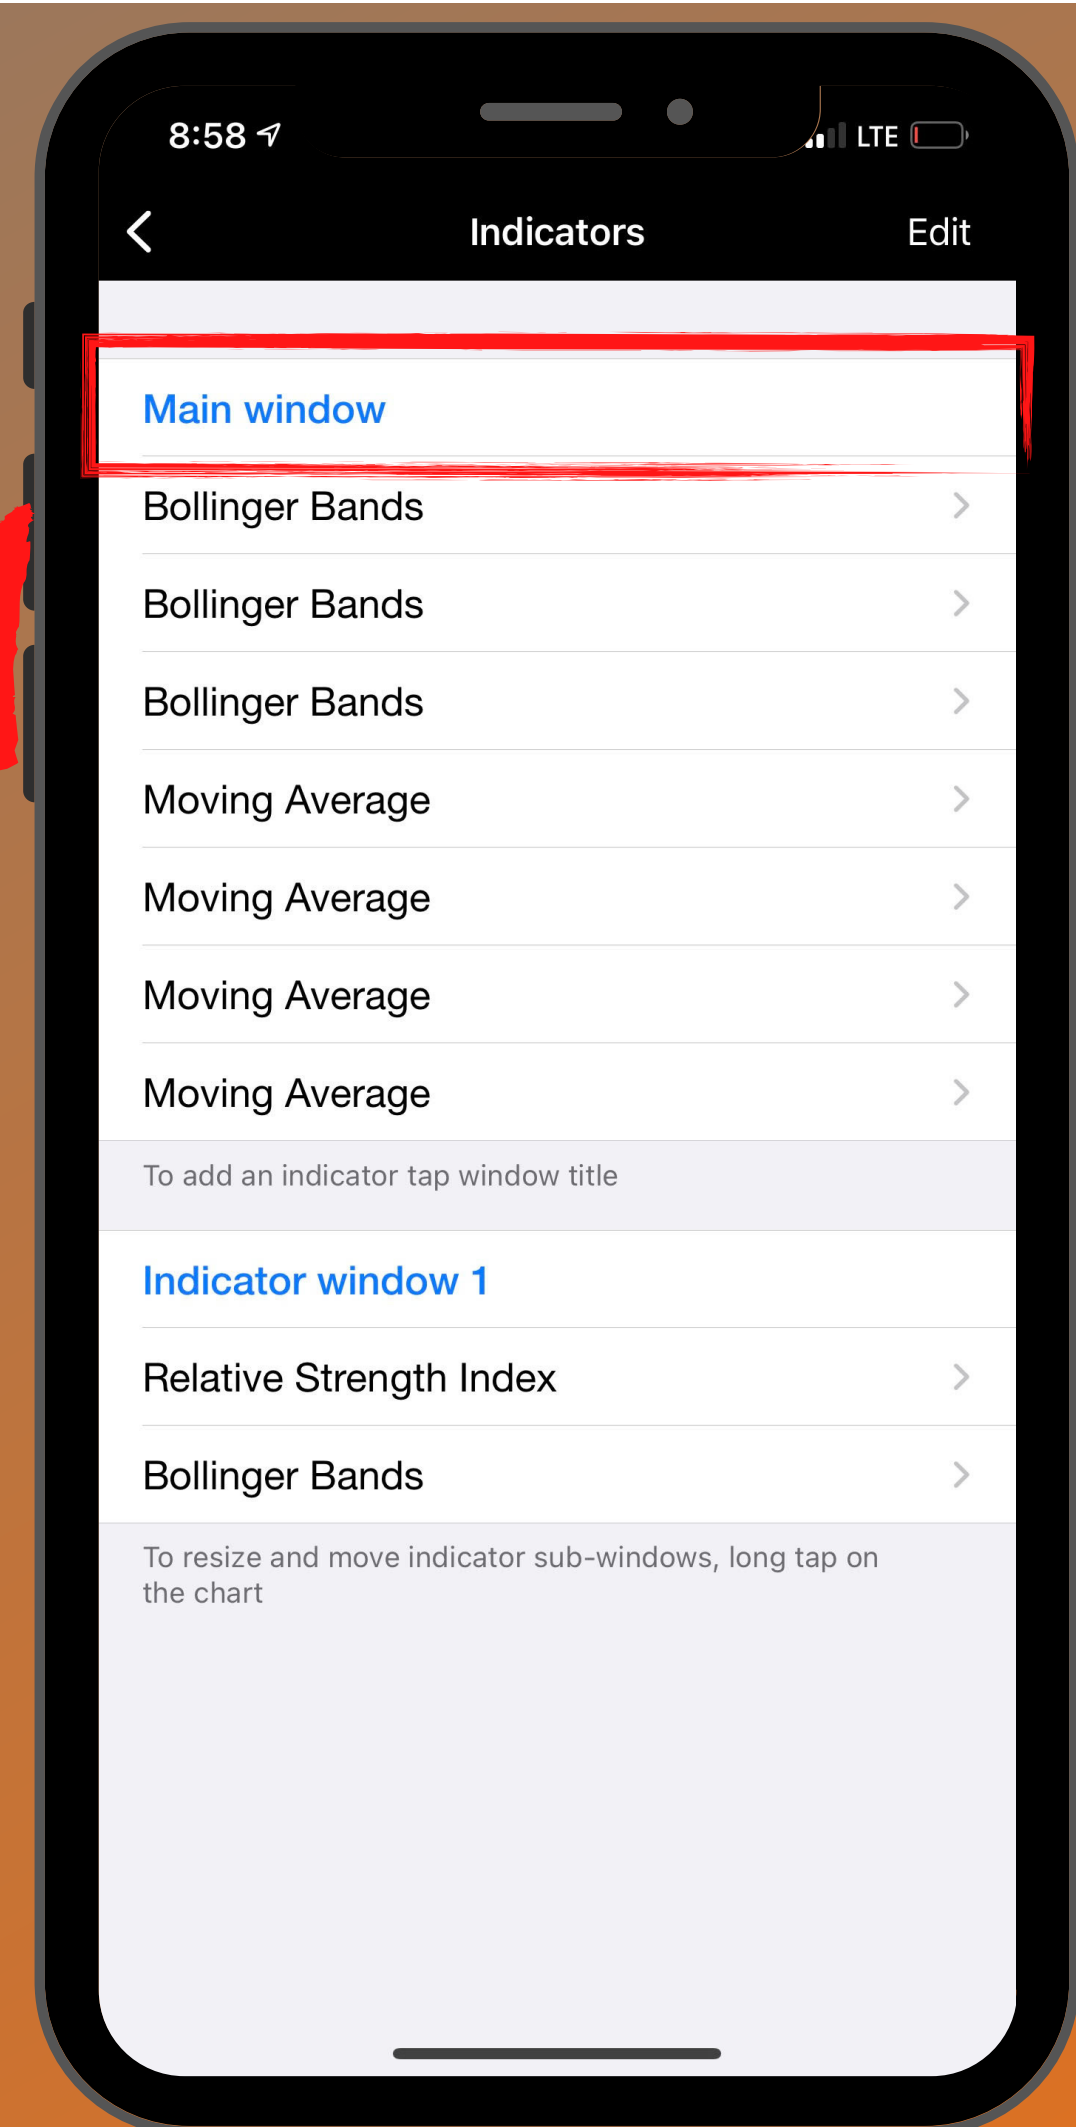 8:58
LTE
Indicators
Edit
Main window
Bollinger Bands
Bollinger Bands
Bollinger Bands
Moving Average
Moving Average
Moving Average
Moving Average
To add an indicator tap window title
Indicator window 1
Relative Strength Index
Bollinger Bands
To resize and move indicator sub-windows, long tap on
the chart